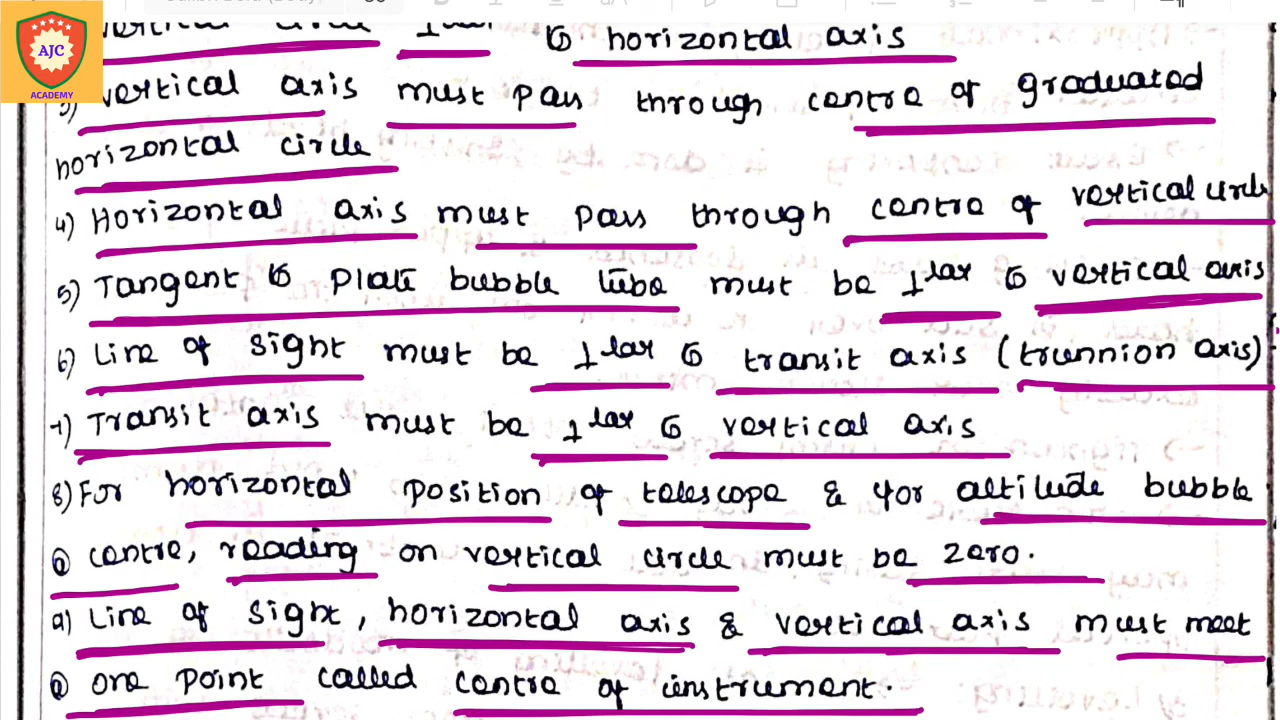 AJC
ACADEMY
vertical circle ⊥lar to horizontal axis
3) Vertical axis must pass through centre of graduated
horizontal circle
4) Horizontal axis must pass through centre of vertical circle
5) Tangent to plate bubble tube must be ⊥lar to vertical axis
6) Line of sight must be ⊥lar to transit axis (trunnion axis)
7) Transit axis must be ⊥lar to vertical axis
8) For horizontal position of telescope & for altitude bubble
@ centre, reading on vertical circle must be zero.
9) Line of sight, horizontal axis & vertical axis must meet
@ one point called centre of instrument.